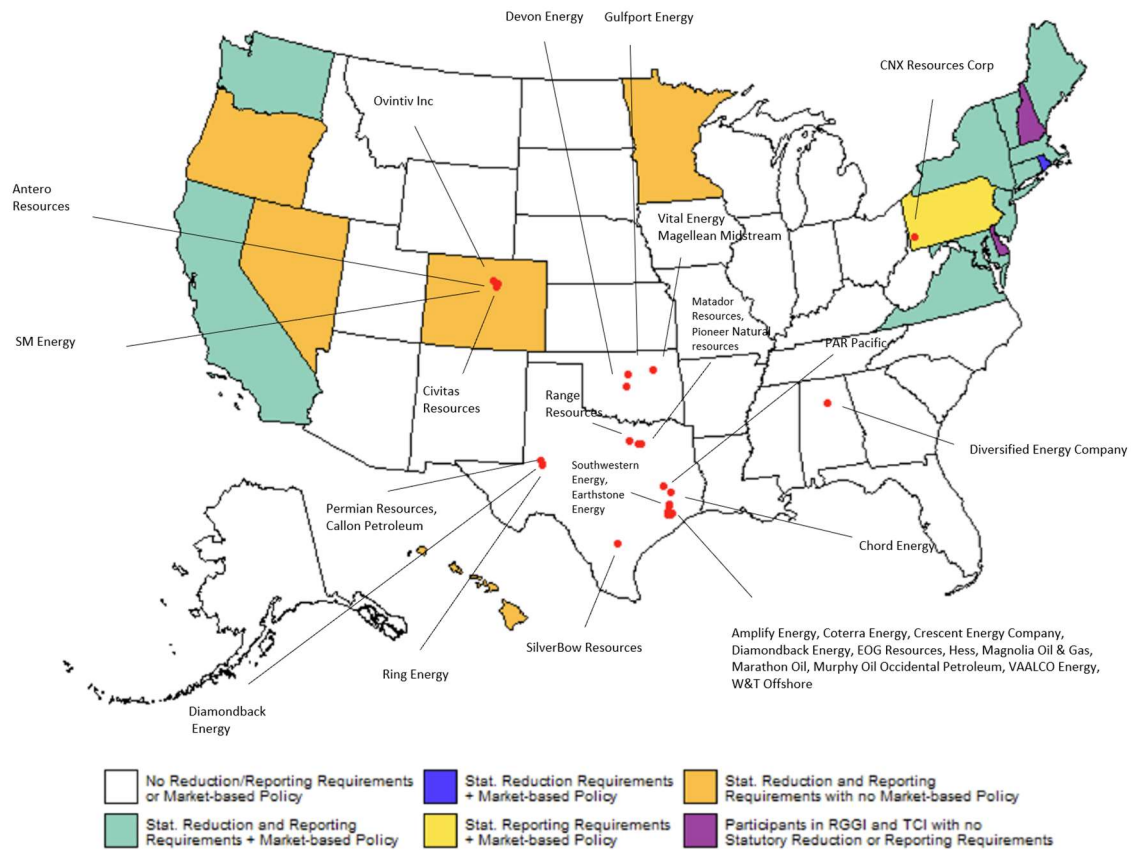 Devon Energy
Gulfport Energy
CNX Resources Corp
Ovintiv Inc
Antero
Resources
Vital Energy
Magellean Midstream
Matador
Resources,
Pioneer Natural
resources
SM Energy
PAR Pacific
Civitas
Resources
Range
Resources
Diversified Energy Company
Southwestern
Energy,
Earthstone
Energy
Permian Resources,
Callon Petroleum
Chord Energy
SilverBow Resources
Ring Energy
Amplify Energy, Coterra Energy, Crescent Energy Company,
Diamondback Energy, EOG Resources, Hess, Magnolia Oil & Gas,
Marathon Oil, Murphy Oil Occidental Petroleum, VAALCO Energy,
W&T Offshore
Diamondback
Energy
No Reduction/Reporting Requirements
or Market-based Policy
Stat. Reduction Requirements
+ Market-based Policy
Stat. Reduction and Reporting
Requirements with no Market-based Policy
Stat. Reduction and Reporting
Requirements + Market-based Policy
Stat. Reporting Requirements
+ Market-based Policy
Participants in RGGI and TCI with no
Statutory Reduction or Reporting Requirements